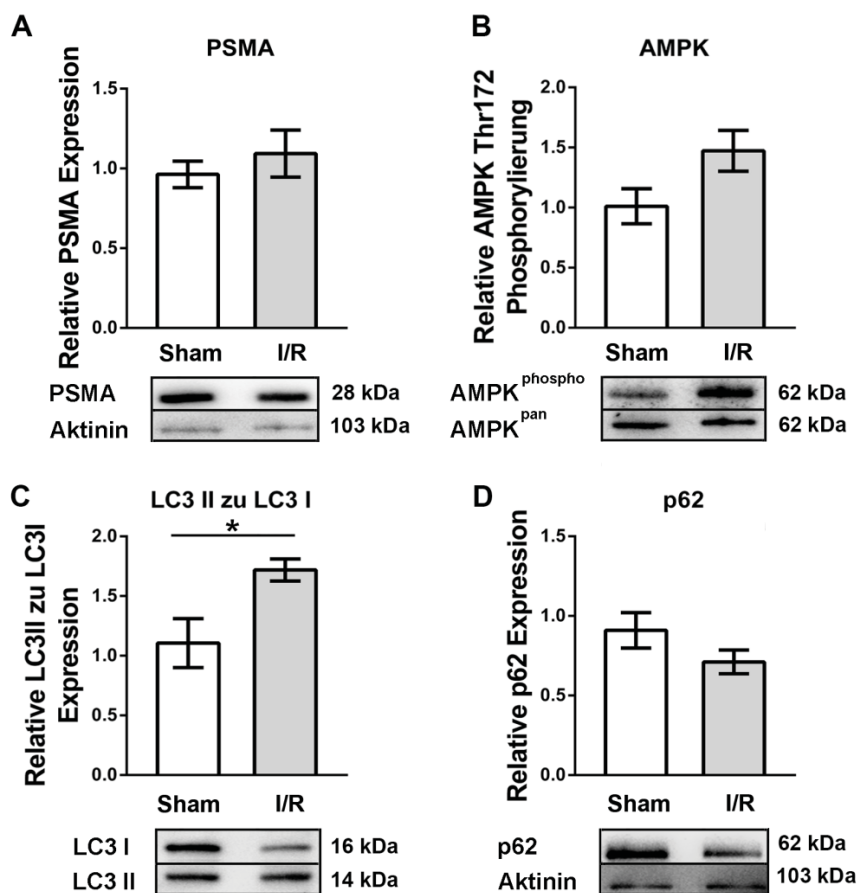 A
PSMA
Relative PSMA Expression
1.5
1.0
0.5
0.0
Sham I/R
PSMA 28 kDa
Aktinin 103 kDa
B
AMPK
Relative AMPK Thr172
Phosphorylierung
2.0
1.5
1.0
0.5
0.0
Sham I/R
AMPK phospho 62 kDa
AMPK pan 62 kDa
C
LC3 II zu LC3 I
*
Relative LC3II zu LC3I
Expression
2.0
1.5
1.0
0.5
0.0
Sham I/R
LC3 I 16 kDa
LC3 II 14 kDa
D
p62
Relative p62 Expression
1.5
1.0
0.5
0.0
Sham I/R
p62 62 kDa
Aktinin 103 kDa